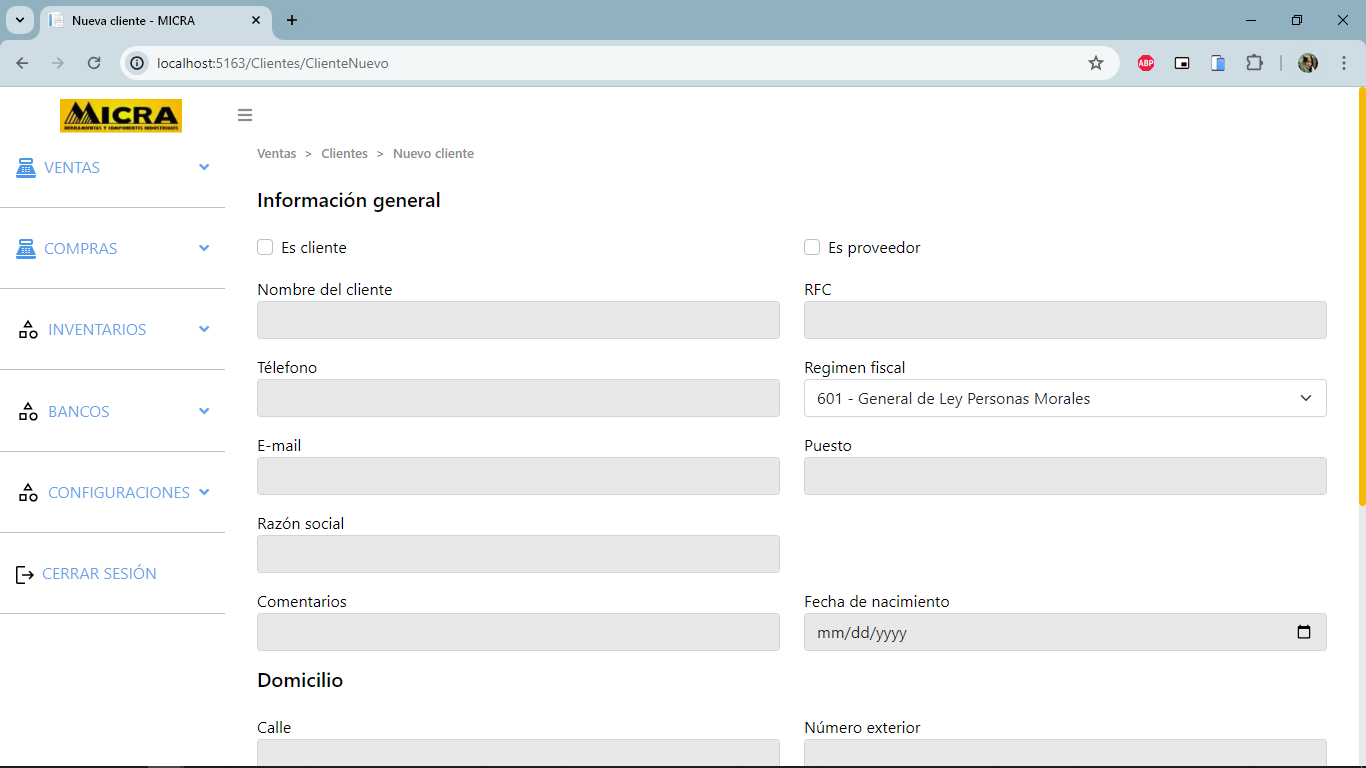 Nueva cliente - MICRA
localhost:5163/Clientes/ClienteNuevo
ABP
MICRA
HERRAMIENTAS Y COMPONENTES INDUSTRIALES
VENTAS
COMPRAS
INVENTARIOS
BANCOS
CONFIGURACIONES
CERRAR SESIÓN
Ventas > Clientes > Nuevo cliente
Información general
Es cliente
Es proveedor
Nombre del cliente
RFC
Télefono
Regimen fiscal
601 - General de Ley Personas Morales
E-mail
Puesto
Razón social
Comentarios
Fecha de nacimiento
mm/dd/yyyy
Domicilio
Calle
Número exterior